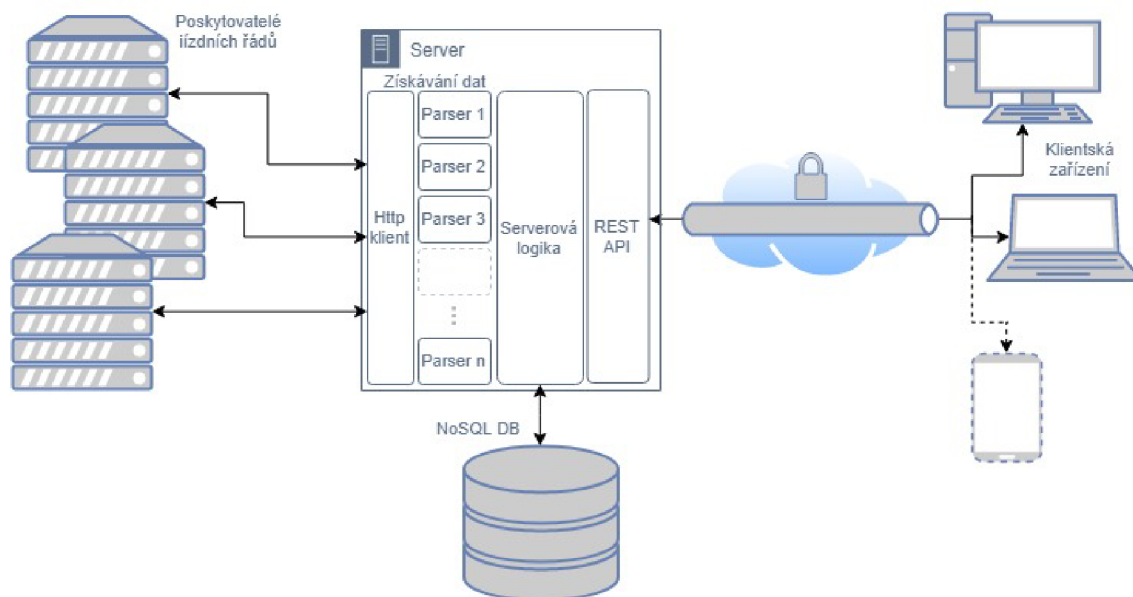 Poskytovatelé
jízdních řádů
Server
Získávání dat
Parser 1
Parser 2
Parser 3
⋮
Parser n
Http
klient
Serverová
logika
REST
API
Klientská
zařízení
NoSQL DB